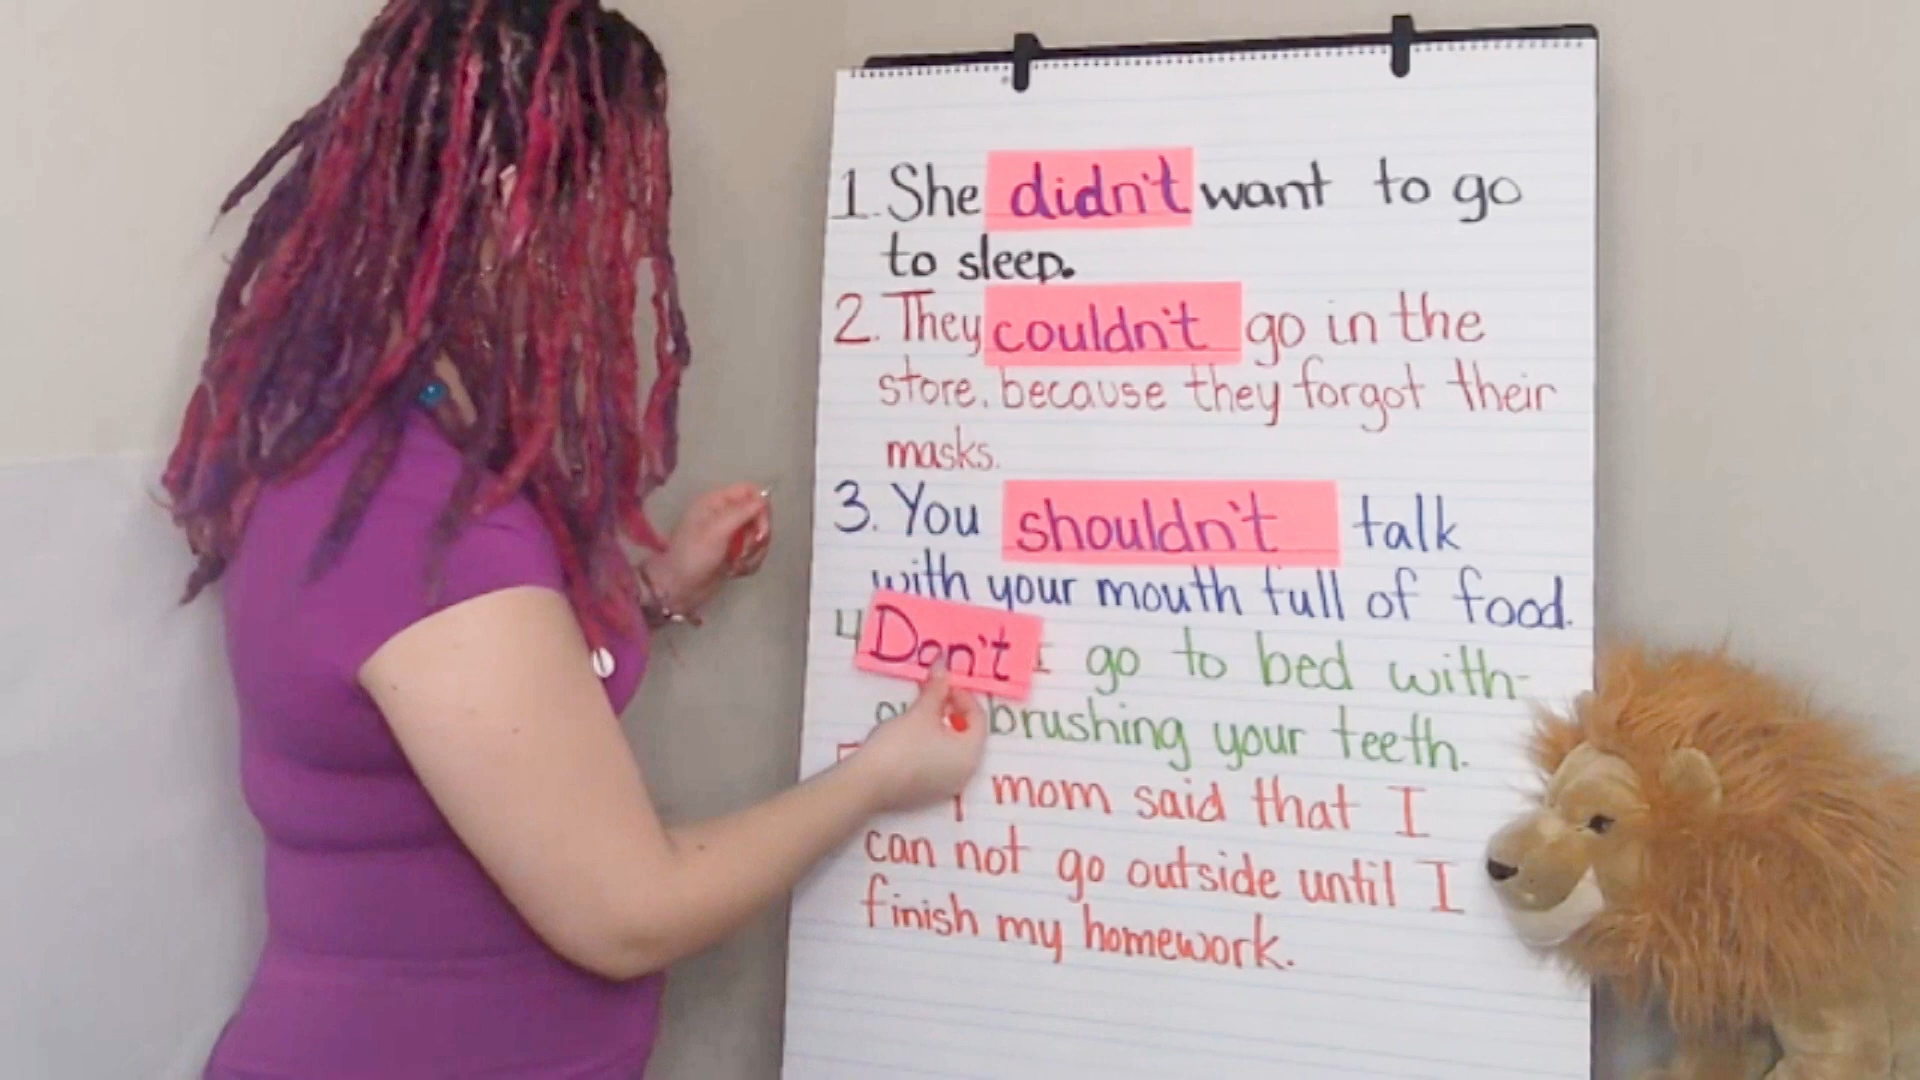 1. She didn't want to go
to sleep.
2. They couldn't go in the
store. because they forgot their
masks.
3. You shouldn't talk
with your mouth full of food.
4 Don't go to bed with-
brushing your teeth.
mom said that I
can not go outside until I
finish my homework.